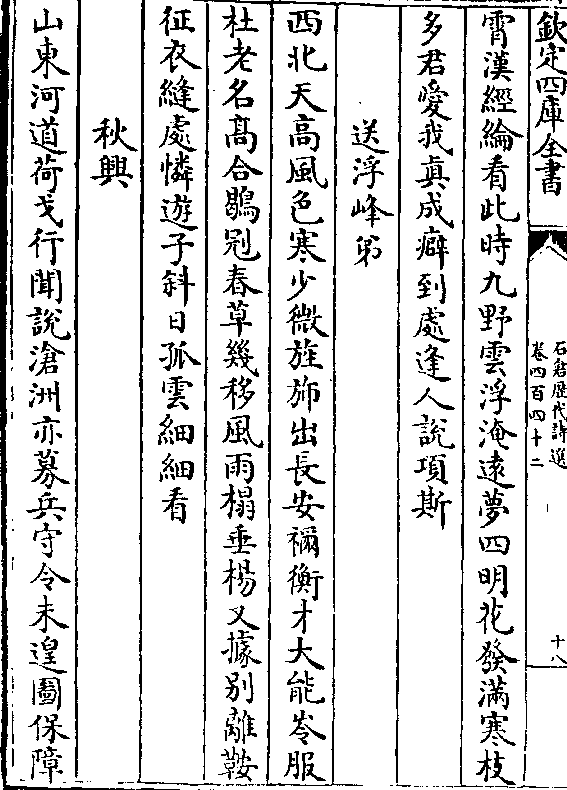 欽定四庫全書
石倉歴代詩選
卷四百四十二
十八
霄漢經綸看此時九野雲浮淹遠夢四明花發滿寒枝
多君愛我真成癖到處逢人說項斯
送浮峰弟
西北天高風色寒少微旌斾出長安禰衡才大能岑服
杜老名髙合鶡冠春草幾移風雨榻垂楊又據别離鞍
征衣縫處憐遊子斜日孤雲細細看
秋興
山東河道荷戈行聞說滄洲亦募兵守令未遑圖保障